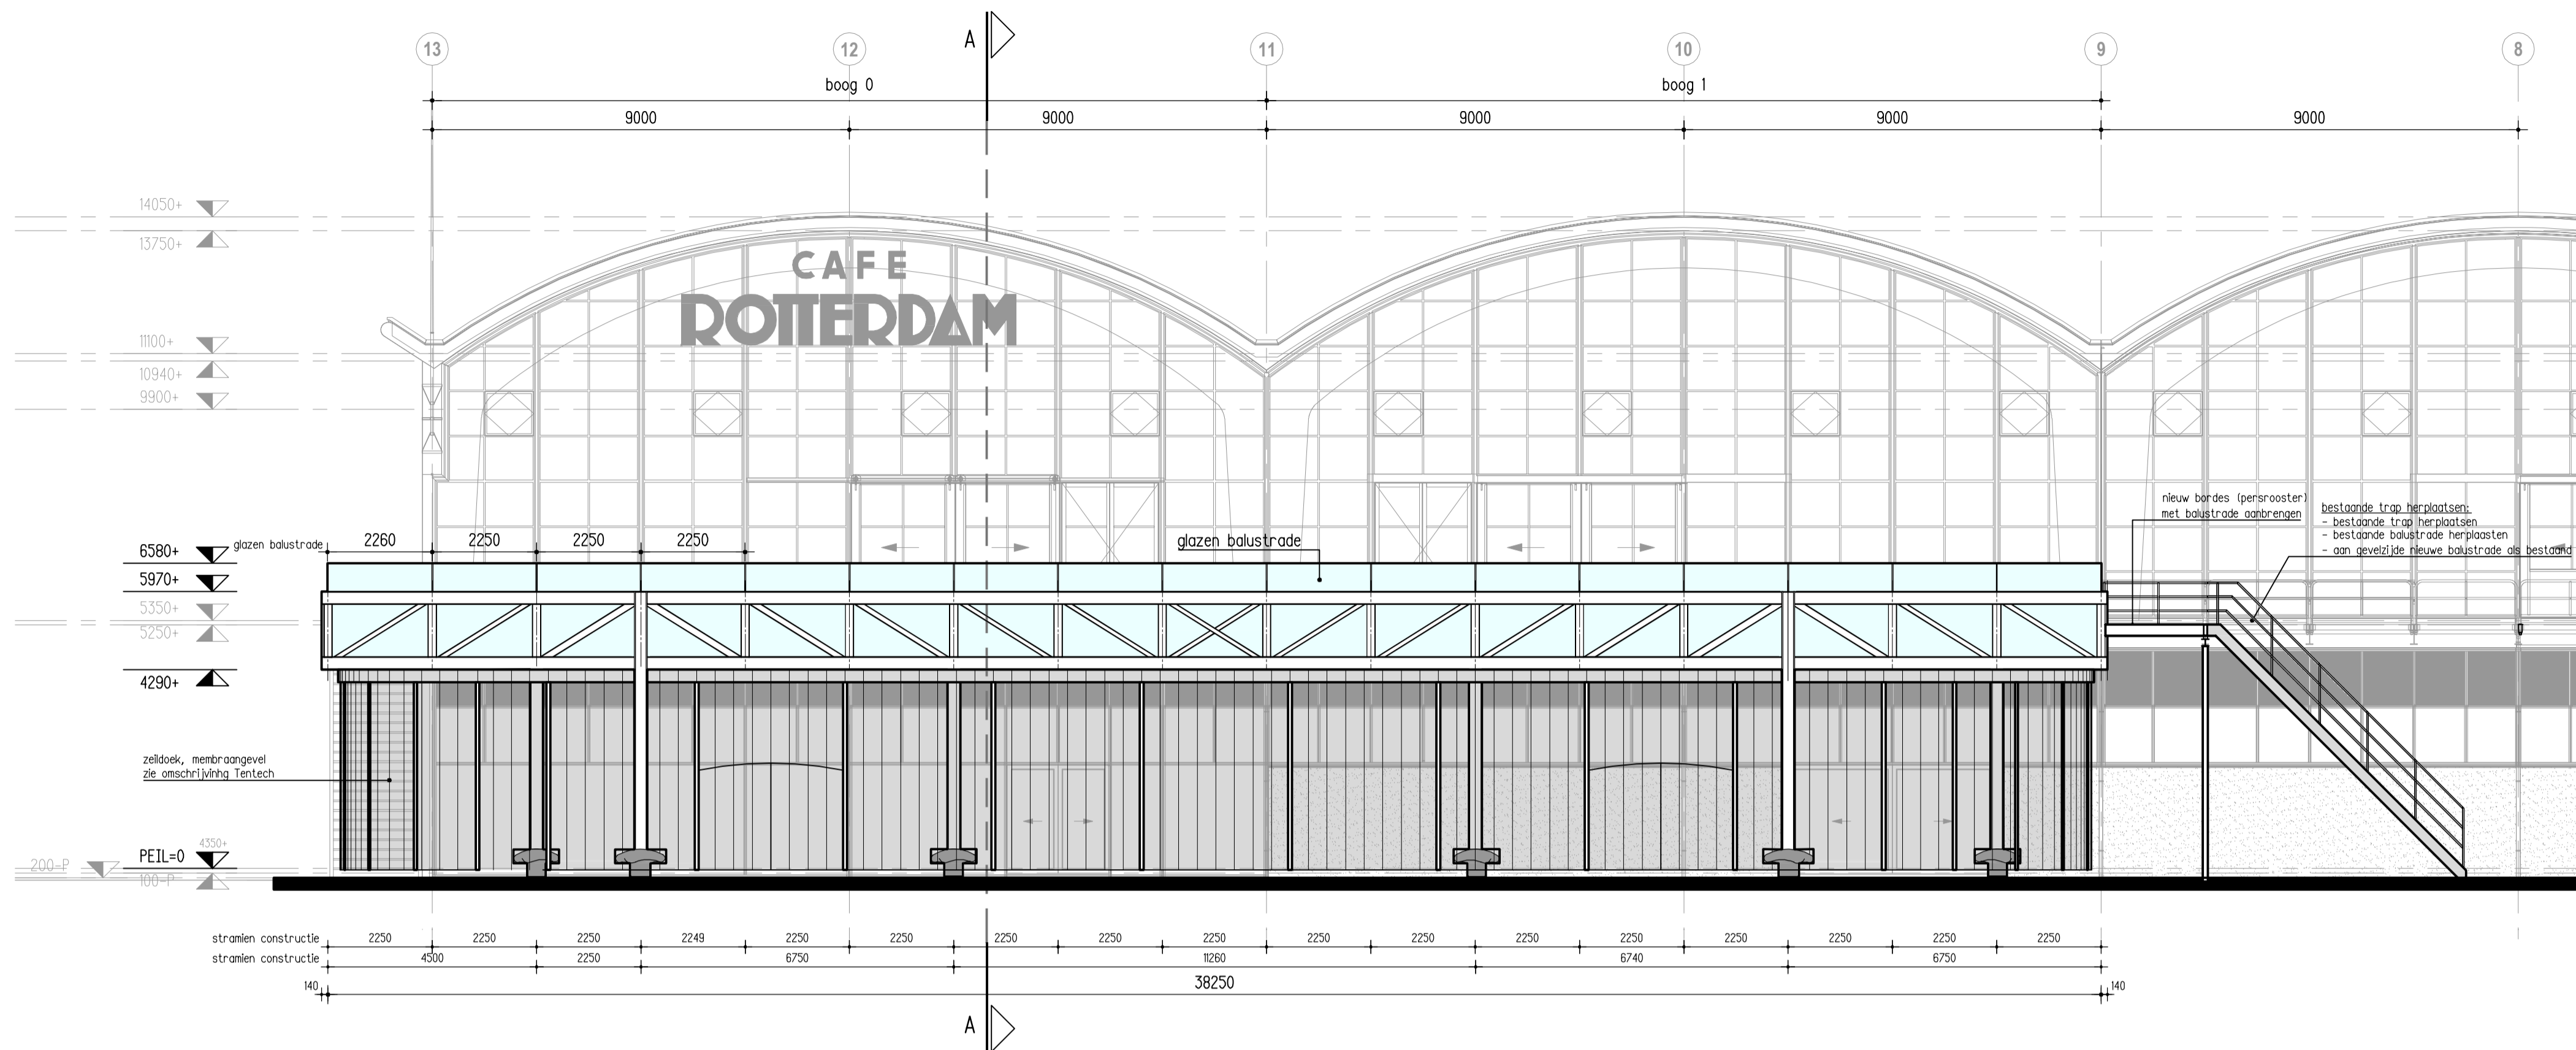 13
12
A
11
10
9
8
boog 0
boog 1
9000
9000
9000
9000
9000
14050+
13750+
CAFE
ROTTERDAM
11100+
10940+
9900+
nieuw bordes (persrooster)
met balustrade aanbrengen
bestaande trap herplaatsen:
- bestaande trap herplaatsen
- bestaande balustrade herplaasten
- aan gevelzijde nieuwe balustrade als bestaand
6580+
glazen balustrade
2260
2250
2250
2250
glazen balustrade
5970+
5350+
5250+
4290+
zeildoek, membraangevel
zie omschrijvinhg Tentech
4350+
PEIL=0
200-P
100-P
stramien constructie
2250
2250
2250
2249
2250
2250
2250
2250
2250
2250
2250
2250
2250
2250
2250
2250
2250
stramien constructie
4500
2250
6750
11260
6740
6750
140
38250
140
A